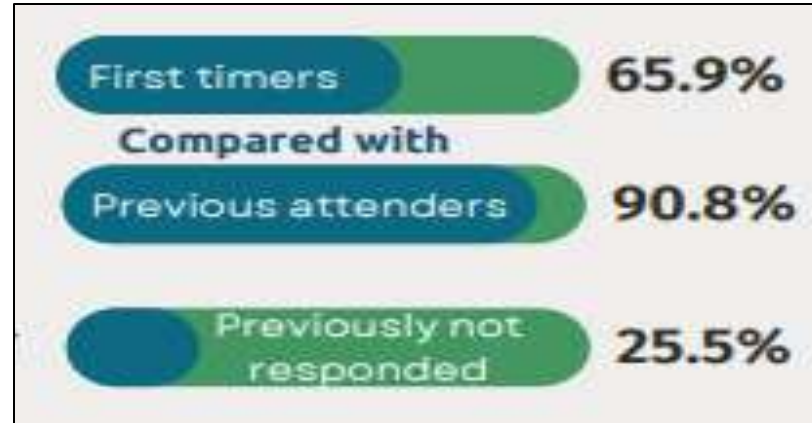 First timers 65.9%
Compared with
Previous attenders 90.8%
Previously not
responded 25.5%